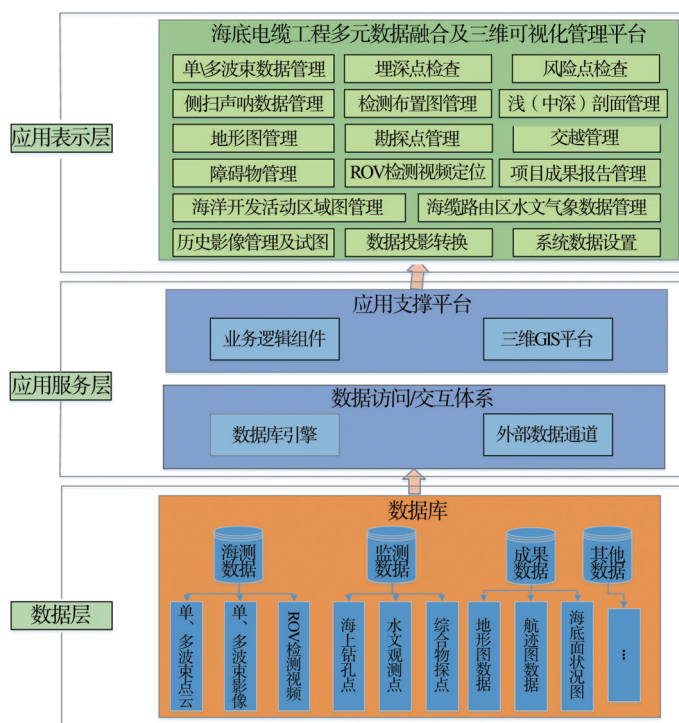 海底电缆工程多元数据融合及三维可视化管理平台
单\多波束数据管理
埋深点检查
风险点检查
侧扫声呐数据管理
检测布置图管理
浅（中深）剖面管理
应用表示层
地形图管理
勘探点管理
交越管理
障碍物管理
ROV检测视频定位
项目成果报告管理
海洋开发活动区域图管理
海缆路由区水文气象数据管理
历史影像管理及试图
数据投影转换
系统数据设置
应用支撑平台
业务逻辑组件
三维GIS平台
应用服务层
数据访问/交互体系
数据库引擎
外部数据通道
数据库
海测
数据
监测
数据
成果
数据
其他
数据
数据层
单、多波束点云
单、多波束影像
ROV检测视频
海上钻孔点
水文观测点
综合物探点
地形图数据
航迹图数据
海底面状况图
...